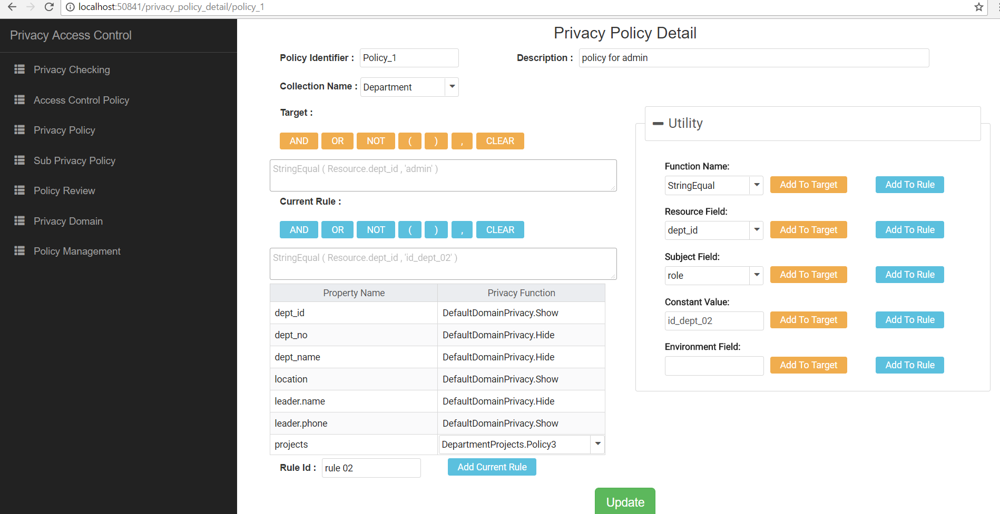 localhost:50841/privacy_policy_detail/policy_1
Privacy Access Control
Privacy Checking
Access Control Policy
Privacy Policy
Sub Privacy Policy
Policy Review
Privacy Domain
Policy Management
Privacy Policy Detail
Policy Identifier : Policy_1 Description : policy for admin
Collection Name : Department
Target :
AND OR NOT ( ) , CLEAR
StringEqual ( Resource.dept_id , 'admin' )
Current Rule :
AND OR NOT ( ) , CLEAR
StringEqual ( Resource.dept_id , 'id_dept_02' )
Property Name Privacy Function
dept_id DefaultDomainPrivacy.Show
dept_no DefaultDomainPrivacy.Hide
dept_name DefaultDomainPrivacy.Hide
location DefaultDomainPrivacy.Show
leader.name DefaultDomainPrivacy.Hide
leader.phone DefaultDomainPrivacy.Show
projects DepartmentProjects.Policy3
Rule Id : rule 02 Add Current Rule
Utility
Function Name:
StringEqual Add To Target Add To Rule
Resource Field:
dept_id Add To Target Add To Rule
Subject Field:
role Add To Target Add To Rule
Constant Value:
id_dept_02 Add To Target Add To Rule
Environment Field:
Add To Target Add To Rule
Update